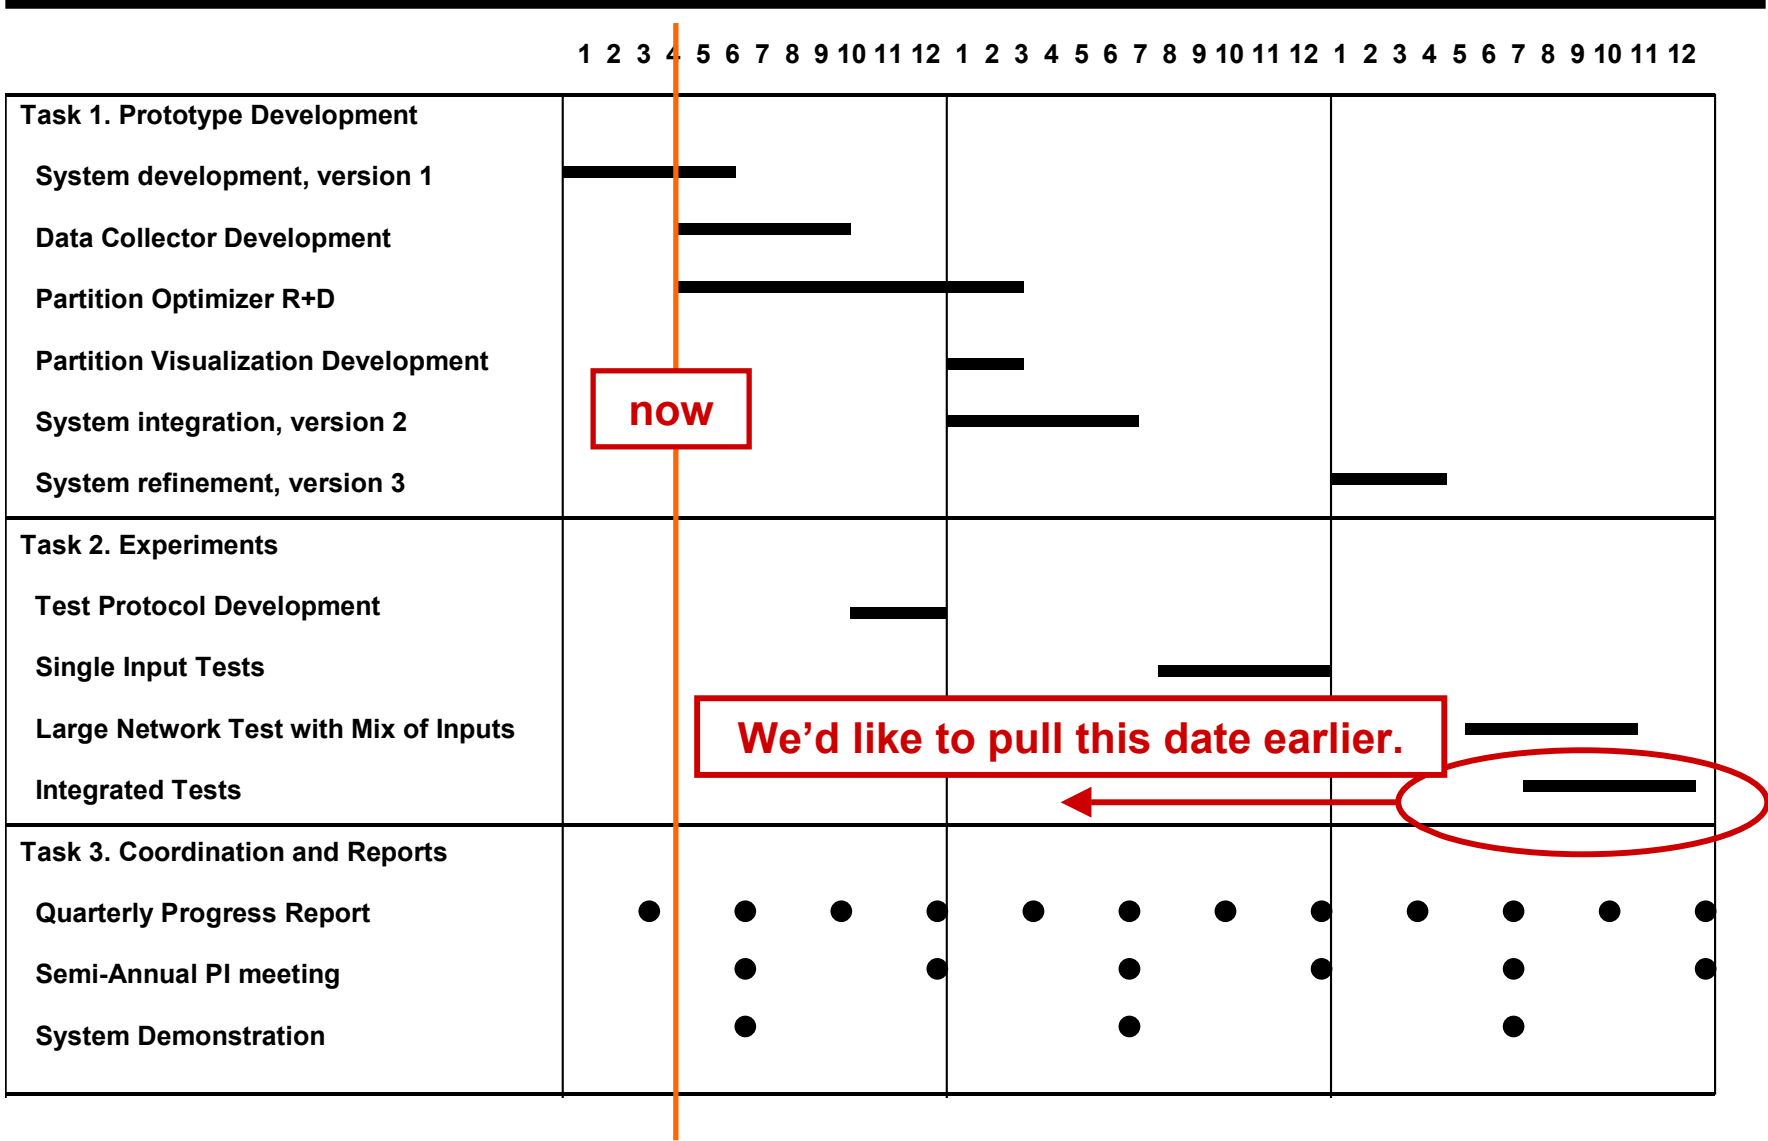 1 2 3 4 5 6 7 8 9 10 11 12 1 2 3 4 5 6 7 8 9 10 11 12 1 2 3 4 5 6 7 8 9 10 11 12
Task 1. Prototype Development
System development, version 1
Data Collector Development
Partition Optimizer R+D
Partition Visualization Development
now
System integration, version 2
System refinement, version 3
Task 2. Experiments
Test Protocol Development
Single Input Tests
Large Network Test with Mix of Inputs
We’d like to pull this date earlier.
Integrated Tests
Task 3. Coordination and Reports
Quarterly Progress Report
Semi-Annual PI meeting
System Demonstration